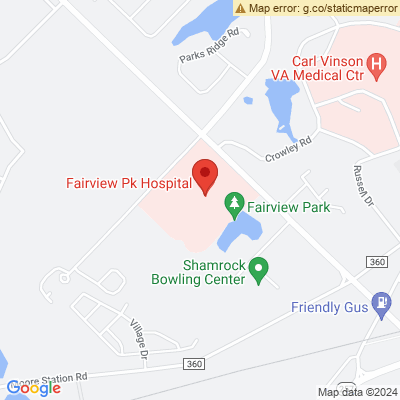 Map error: g.co/staticmaperror
Parks Ridge Rd
Carl Vinson
VA Medical Ctr
H
Crowley Rd
Russell Dr
Fairview Pk Hospital
Fairview Park
Shamrock
Bowling Center
360
Friendly Gus
Village Dr
360
oore Station Rd
Google
Map data ©2024